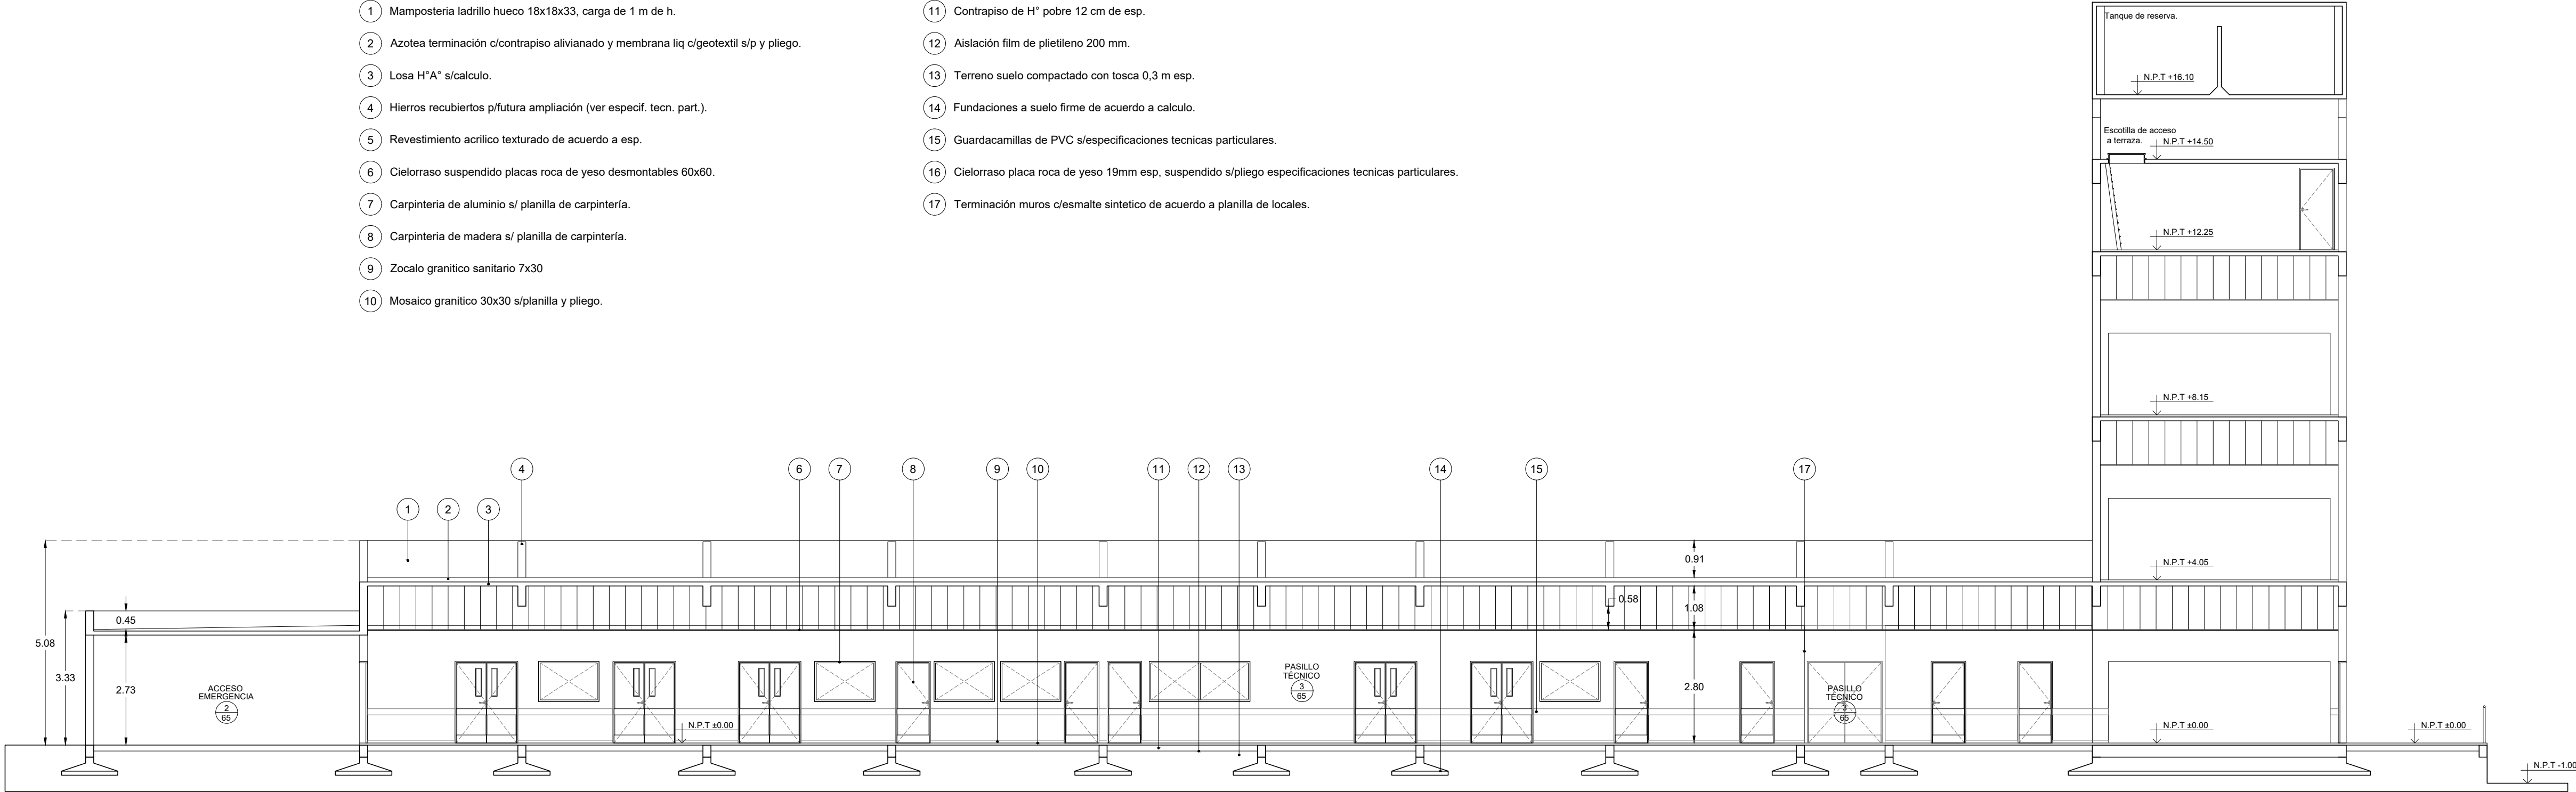 1 Mamposteria ladrillo hueco 18x18x33, carga de 1 m de h.
2 Azotea terminación c/contrapiso alivianado y membrana liq c/geotextil s/p y pliego.
3 Losa H°A° s/calculo.
4 Hierros recubiertos p/futura ampliación (ver especif. tecn. part.).
5 Revestimiento acrilico texturado de acuerdo a esp.
6 Cielorraso suspendido placas roca de yeso desmontables 60x60.
7 Carpinteria de aluminio s/ planilla de carpintería.
8 Carpinteria de madera s/ planilla de carpintería.
9 Zocalo granitico sanitario 7x30
10 Mosaico granitico 30x30 s/planilla y pliego.
11 Contrapiso de H° pobre 12 cm de esp.
12 Aislación film de plietileno 200 mm.
13 Terreno suelo compactado con tosca 0,3 m esp.
14 Fundaciones a suelo firme de acuerdo a calculo.
15 Guardacamillas de PVC s/especificaciones tecnicas particulares.
16 Cielorraso placa roca de yeso 19mm esp, suspendido s/pliego especificaciones tecnicas particulares.
17 Terminación muros c/esmalte sintetico de acuerdo a planilla de locales.
Tanque de reserva.
N.P.T +16.10
Escotilla de acceso
a terraza.
N.P.T +14.50
N.P.T +12.25
N.P.T +8.15
N.P.T +4.05
4
6
7
8
9
10
11
12
13
14
15
17
1
2
3
0.91
0.58
1.08
0.45
5.08
3.33
2.73
2.80
ACCESO
EMERGENCIA
2
65
PASILLO
TÉCNICO
3
65
PASILLO
TÉCNICO
3
65
N.P.T ±0.00
N.P.T ±0.00
N.P.T ±0.00
N.P.T -1.00